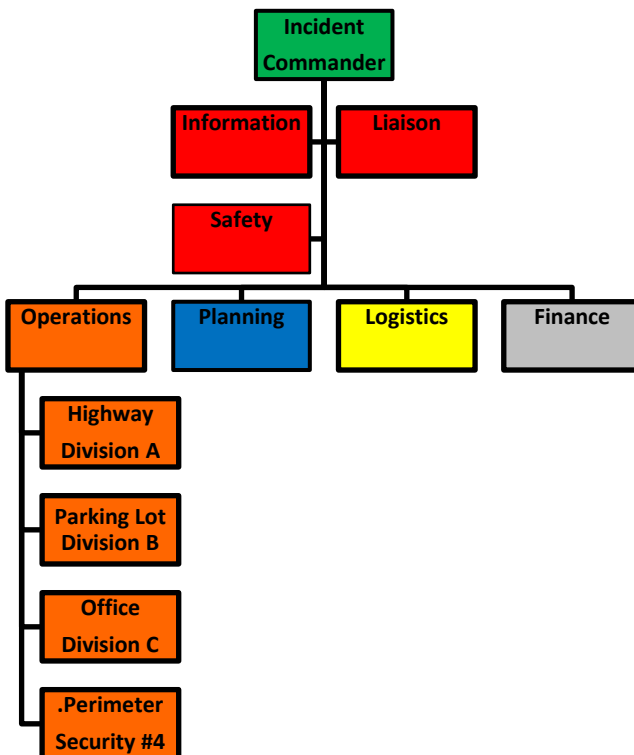 Incident
Commander
Information
Liaison
Safety
Operations
Planning
Logistics
Finance
Highway
Division A
Parking Lot
Division B
Office
Division C
.Perimeter
Security #4